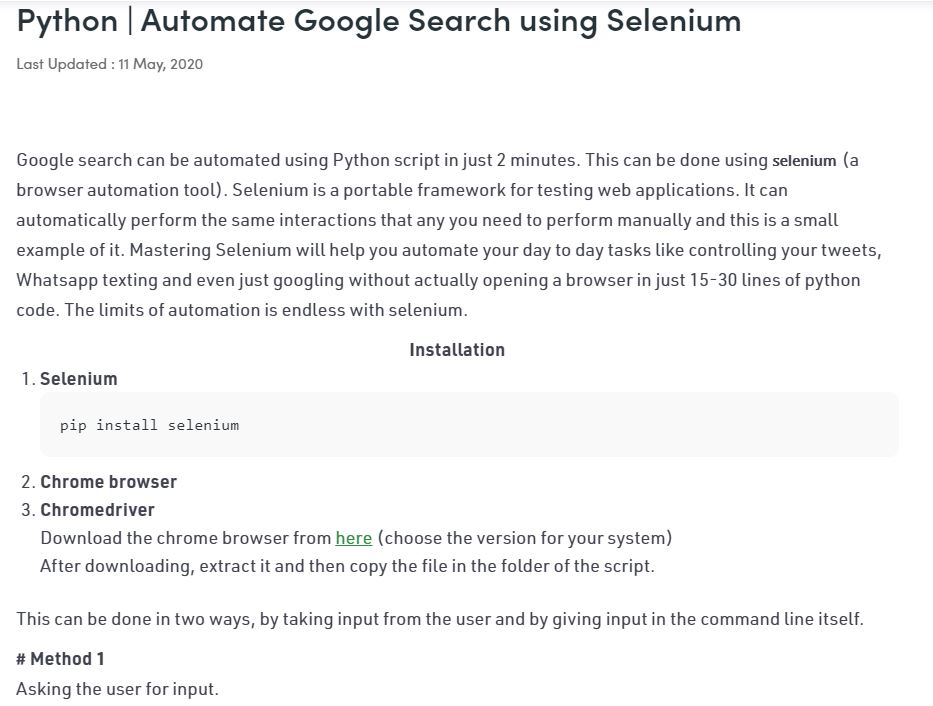 Python | Automate Google Search using Selenium
Last Updated : 11 May, 2020
Google search can be automated using Python script in just 2 minutes. This can be done using selenium (a
browser automation tool). Selenium is a portable framework for testing web applications. It can
automatically perform the same interactions that any you need to perform manually and this is a small
example of it. Mastering Selenium will help you automate your day to day tasks like controlling your tweets,
Whatsapp texting and even just googling without actually opening a browser in just 15-30 lines of python
code. The limits of automation is endless with selenium.
Installation
1. Selenium
pip install selenium
2. Chrome browser
3. Chromedriver
Download the chrome browser from here (choose the version for your system)
After downloading, extract it and then copy the file in the folder of the script.
This can be done in two ways, by taking input from the user and by giving input in the command line itself.
# Method 1
Asking the user for input.